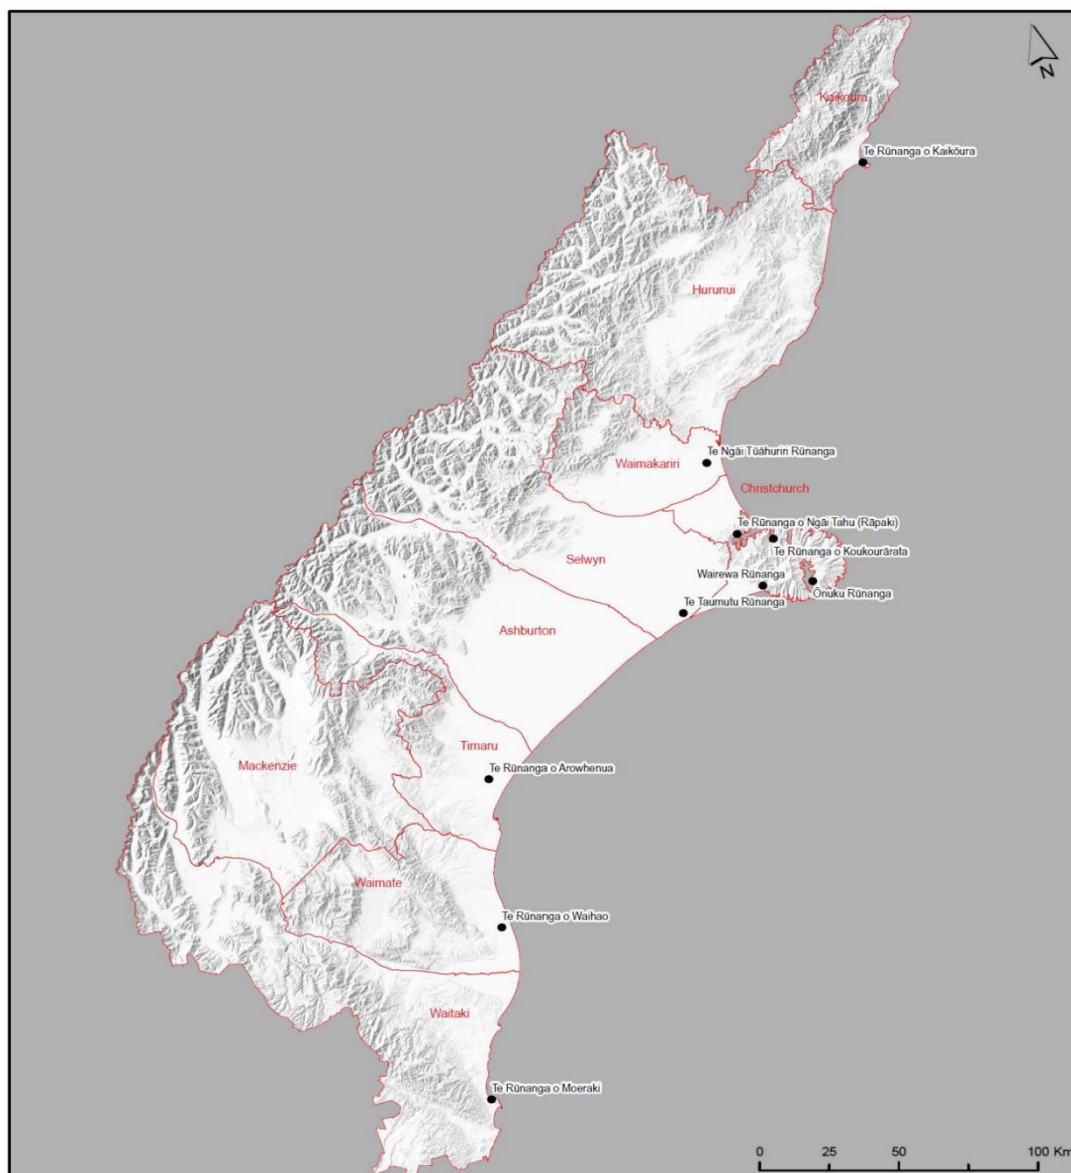 N
Kaikoura
Te Rūnanga o Kaikōura
Hurunui
Te Ngāi Tūāhuriri Rūnanga
Waimakariri
Christchurch
Te Rūnanga o Ngāi Tahu (Rāpaki)
Te Rūnanga o Koukourārata
Selwyn
Wairewa Rūnanga
Ōnuku Rūnanga
Te Taumutu Rūnanga
Ashburton
Timaru
Mackenzie
Te Rūnanga o Arowhenua
Waimate
Te Rūnanga o Waihao
Waitaki
Te Rūnanga o Moeraki
0 25 50 100 Km